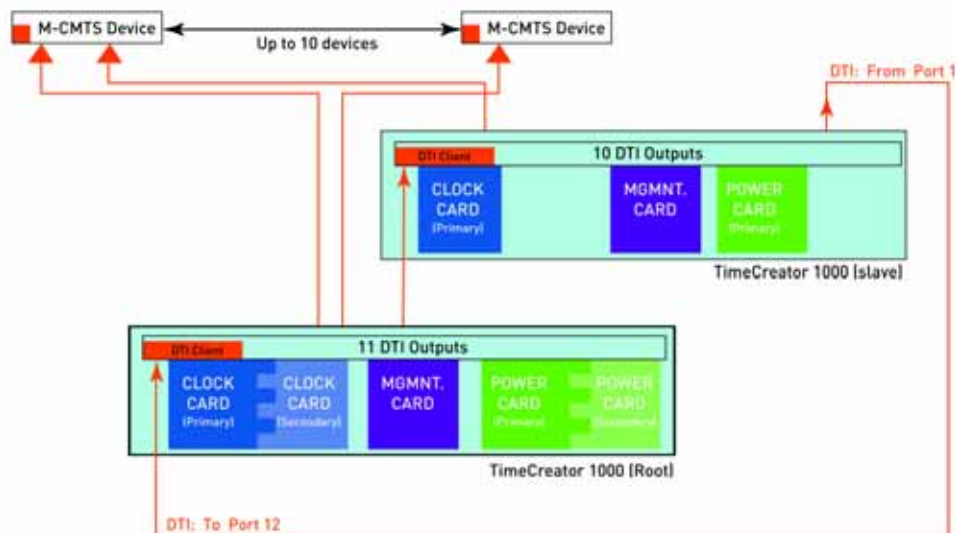 M-CMTS Device
M-CMTS Device
Up to 10 devices
DTI: From Port 1
DTI Client
10 DTI Outputs
CLOCK
CARD
(Primary)
MGMNT.
CARD
POWER
CARD
(Primary)
TimeCreator 1000 (slave)
DTI Client
11 DTI Outputs
CLOCK
CARD
(Primary)
CLOCK
CARD
(Secondary)
MGMNT.
CARD
POWER
CARD
(Primary)
POWER
CARD
(Secondary)
TimeCreator 1000 (Root)
DTI: To Port 12